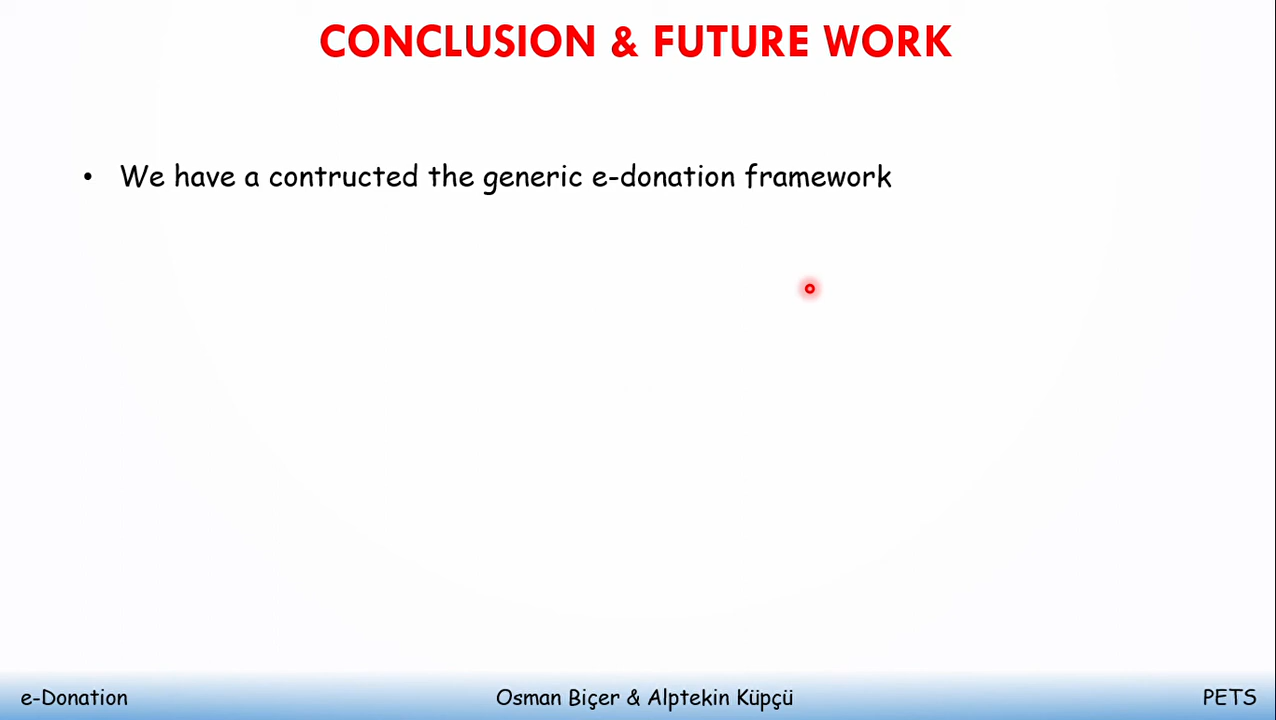 CONCLUSION & FUTURE WORK
• We have a contructed the generic e-donation framework
e-Donation
Osman Biçer & Alptekin Küpçü
PETS